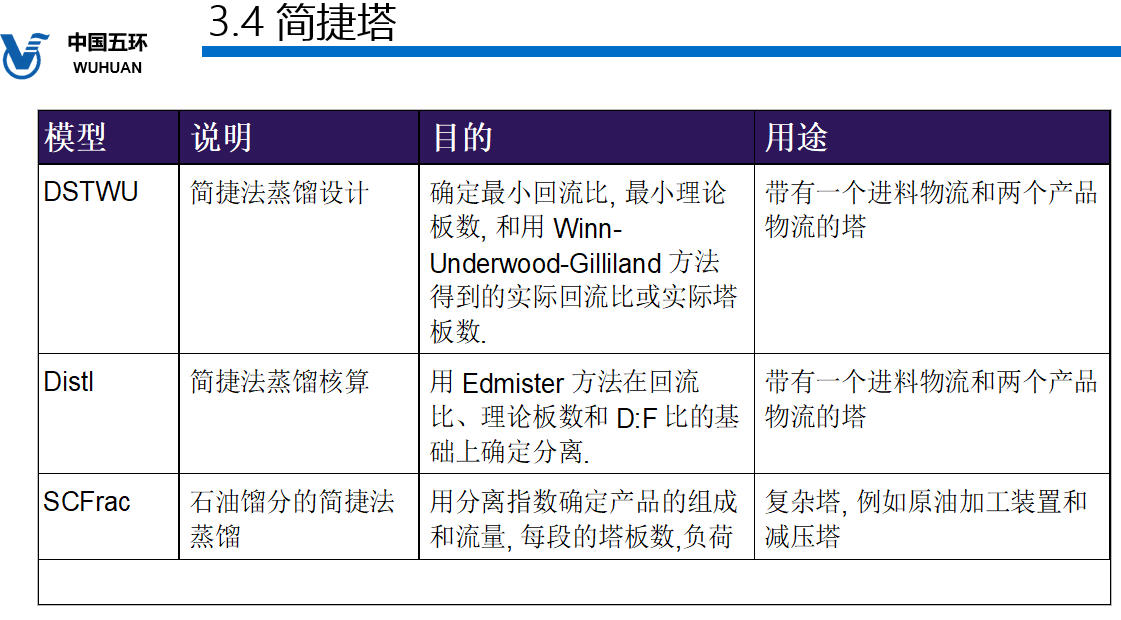 3.4 简捷塔
中国五环
WUHUAN
模型 说明 目的 用途
DSTWU 简捷法蒸馏设计 确定最小回流比, 最小理论 带有一个进料物流和两个产品
板数, 和用 Winn- 物流的塔
Underwood-Gilliland 方法
得到的实际回流比或实际塔
板数.
Distl 简捷法蒸馏核算 用 Edmister 方法在回流 带有一个进料物流和两个产品
比、理论板数和 D:F 比的基 物流的塔
础上确定分离.
SCFrac 石油馏分的简捷法 用分离指数确定产品的组成 复杂塔, 例如原油加工装置和
蒸馏 和流量, 每段的塔板数,负荷 减压塔